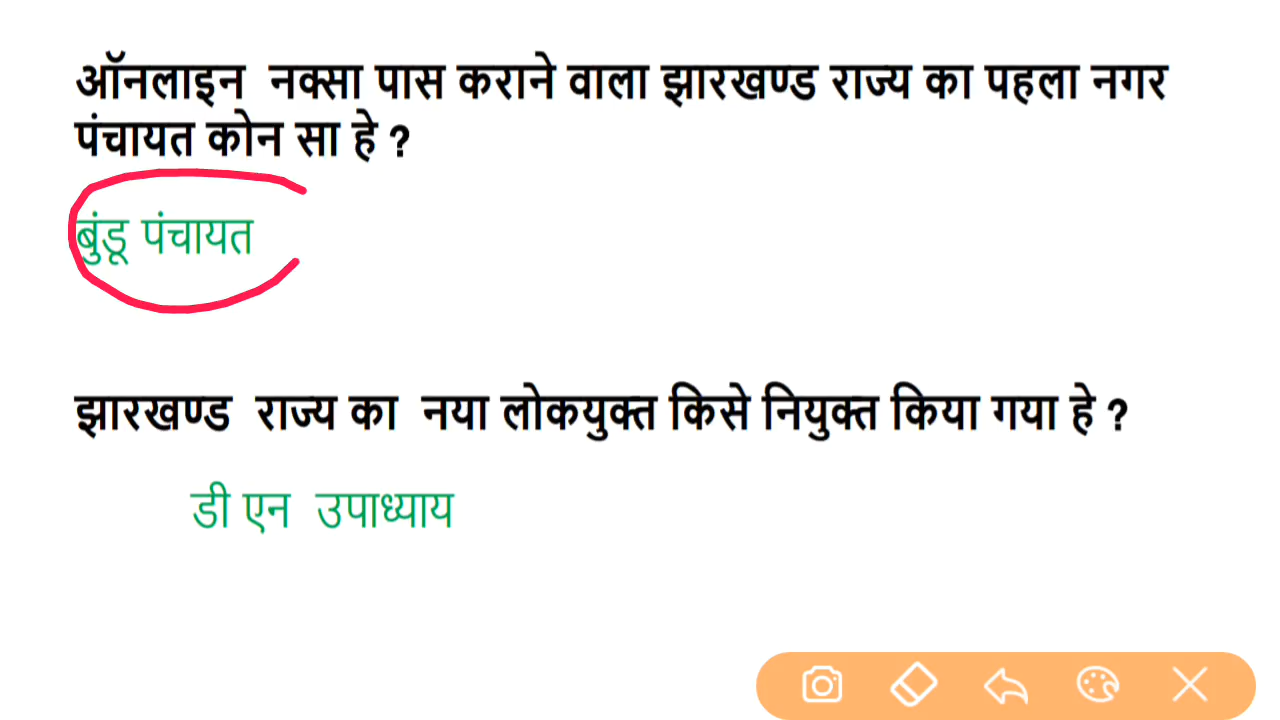 ऑनलाइन नक्सा पास कराने वाला झारखण्ड राज्य का पहला नगर
पंचायत कोन सा हे ?
बुंडू पंचायत
झारखण्ड राज्य का नया लोकयुक्त किसे नियुक्त किया गया हे ?
डी एन उपाध्याय